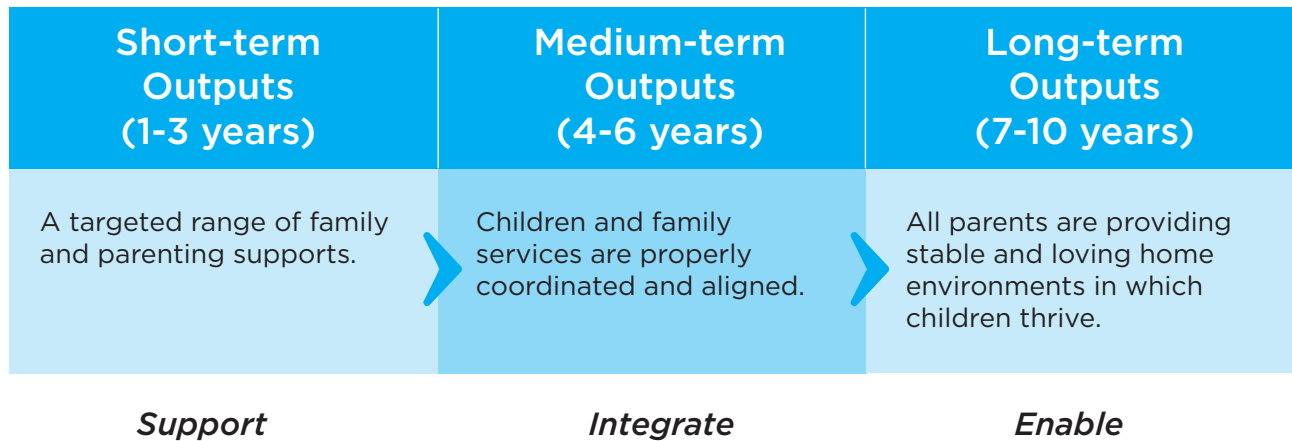 Short-term
Outputs
(1-3 years)
Medium-term
Outputs
(4-6 years)
Long-term
Outputs
(7-10 years)
A targeted range of family
and parenting supports.
Children and family
services are properly
coordinated and aligned.
All parents are providing
stable and loving home
environments in which
children thrive.
Support
Integrate
Enable